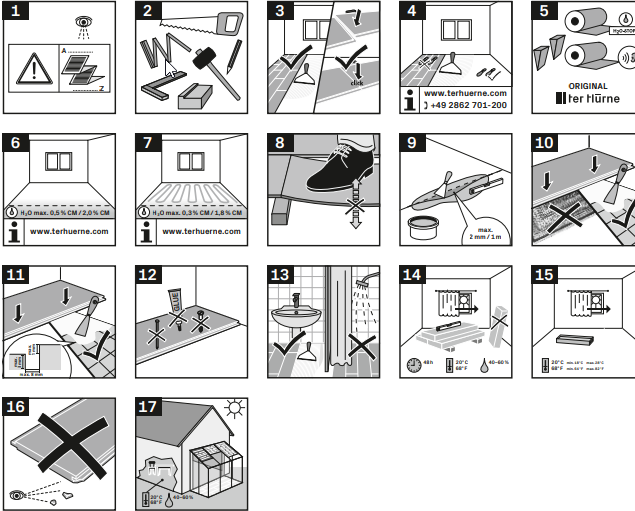 1
A
Z
2
3
click
4
i www.terhuerne.com
+49 2862 701-200
5
H₂O-STOP
ORIGINAL
ter Hürne
6
H₂O max. 0,5 % CM / 2,0 % CM
i www.terhuerne.com
7
H₂O max. 0,3 % CM / 1,8 % CM
i www.terhuerne.com
8
9
max.
2 mm / 1 m
10
11
12
13
14
48h
20°C
68°F
40–60 %
15
20°C
68°F
16
17
20°C
68°F
40–60 %